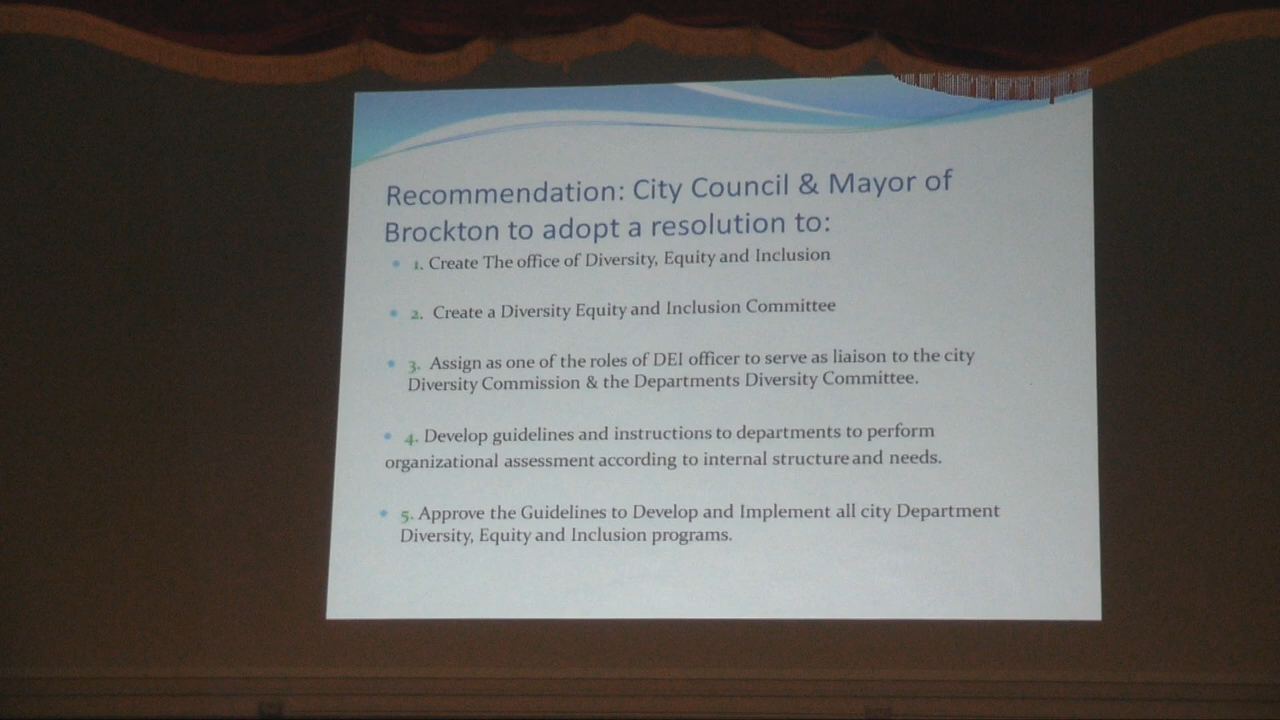 Recommendation: City Council & Mayor of
Brockton to adopt a resolution to:
1. Create The office of Diversity, Equity and Inclusion
2. Create a Diversity Equity and Inclusion Committee
3. Assign as one of the roles of DEI officer to serve as liaison to the city
Diversity Commission & the Departments Diversity Committee.
4. Develop guidelines and instructions to departments to perform
organizational assessment according to internal structure and needs.
5. Approve the Guidelines to Develop and Implement all city Department
Diversity, Equity and Inclusion programs.